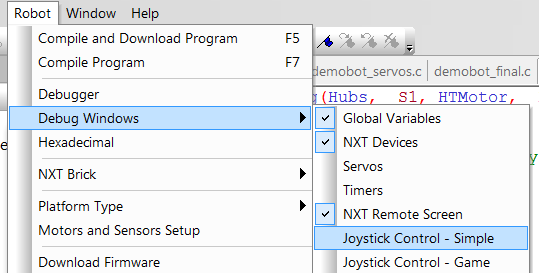 Robot Window Help
Compile and Download Program F5
Compile Program F7
demobot_servos.c demobot_final.c
Debugger
(Hubs, S1, HTMotor,
Debug Windows
Global Variables
Hexadecimal
NXT Devices
NXT Brick
Servos
Timers
Platform Type
NXT Remote Screen
Motors and Sensors Setup
Joystick Control - Simple
Download Firmware
Joystick Control - Game